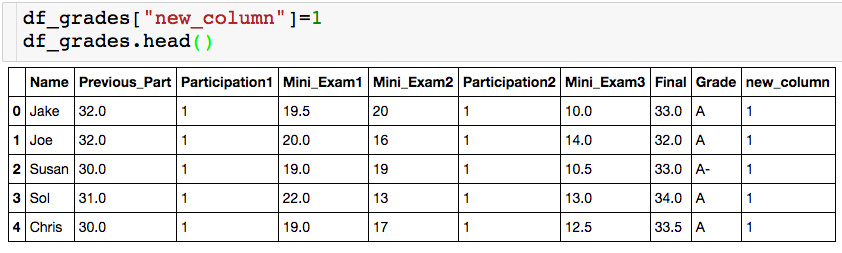 df_grades["new_column"]=1
df_grades.head()
Name Previous_Part Participation1 Mini_Exam1 Mini_Exam2 Participation2 Mini_Exam3 Final Grade new_column
0 Jake 32.0 1 19.5 20 1 10.0 33.0 A 1
1 Joe 32.0 1 20.0 16 1 14.0 32.0 A 1
2 Susan 30.0 1 19.0 19 1 10.5 33.0 A- 1
3 Sol 31.0 1 22.0 13 1 13.0 34.0 A 1
4 Chris 30.0 1 19.0 17 1 12.5 33.5 A 1